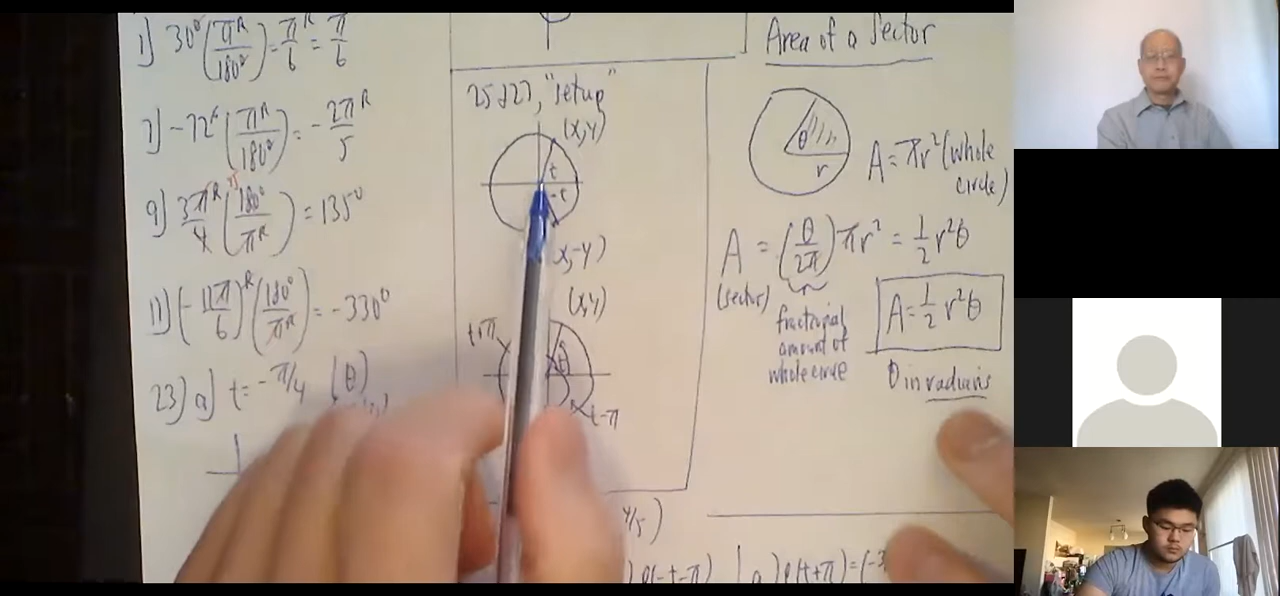 1) 30° (π^R/180°) = π^R/6 = π/6
7) -72° (π^R/180°) = -2π^R/5
9) 3π^R/4 (180°/π^R) = 135°
11) (-11π/6)^R (180°/π^R) = -330°
23) a) t = -π/4 (θ)
25 & 27, "setup"
(x,y)
t
-t
x,-y)
(x,y)
t+π
t
t-π
y/5)
) P(-t-π) | a) P(t+π) = (-3
Area of a Sector
θ
r
A = πr² (whole
circle)
A = (θ/2π) πr² = 1/2 r²θ
(sector)
fractional
amount of
whole circle
A = 1/2 r²θ
θ in radians